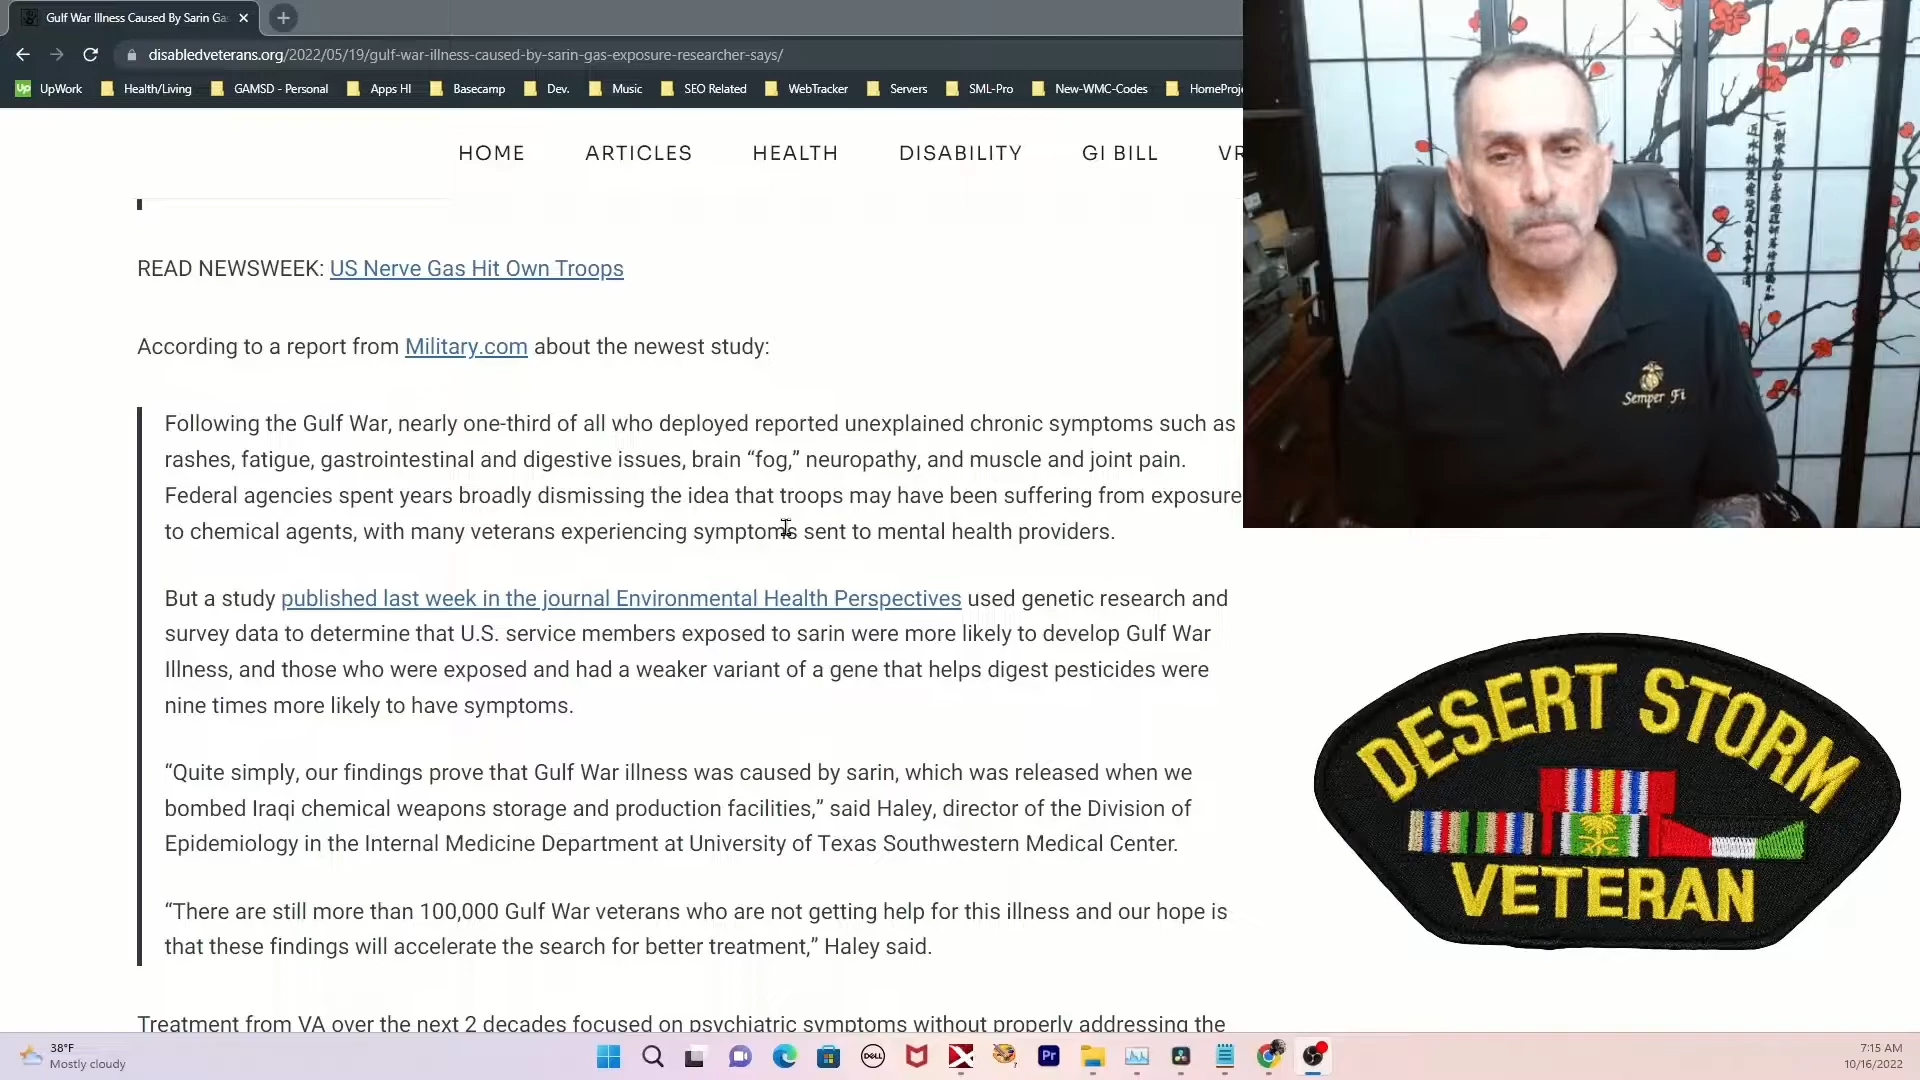 Gulf War Illness Caused By Sarin Ga
disabledveterans.org/2022/05/19/gulf-war-illness-caused-by-sarin-gas-exposure-researcher-says/
Up UpWork Health/Living GAMSD - Personal Apps HI Basecamp Dev. Music SEO Related WebTracker Servers SML-Pro New-WMC-Codes HomeProje
HOME ARTICLES HEALTH DISABILITY GI BILL VR
READ NEWSWEEK: US Nerve Gas Hit Own Troops
According to a report from Military.com about the newest study:
Following the Gulf War, nearly one-third of all who deployed reported unexplained chronic symptoms such as
rashes, fatigue, gastrointestinal and digestive issues, brain “fog,” neuropathy, and muscle and joint pain.
Federal agencies spent years broadly dismissing the idea that troops may have been suffering from exposure
to chemical agents, with many veterans experiencing symptoms sent to mental health providers.
But a study published last week in the journal Environmental Health Perspectives used genetic research and
survey data to determine that U.S. service members exposed to sarin were more likely to develop Gulf War
Illness, and those who were exposed and had a weaker variant of a gene that helps digest pesticides were
nine times more likely to have symptoms.
“Quite simply, our findings prove that Gulf War illness was caused by sarin, which was released when we
bombed Iraqi chemical weapons storage and production facilities,” said Haley, director of the Division of
Epidemiology in the Internal Medicine Department at University of Texas Southwestern Medical Center.
“There are still more than 100,000 Gulf War veterans who are not getting help for this illness and our hope is
that these findings will accelerate the search for better treatment,” Haley said.
Treatment from VA over the next 2 decades focused on psychiatric symptoms without properly addressing the
Semper Fi
DESERT STORM
VETERAN
38°F
Mostly cloudy
DELL
Pr
7:15 AM
10/16/2022